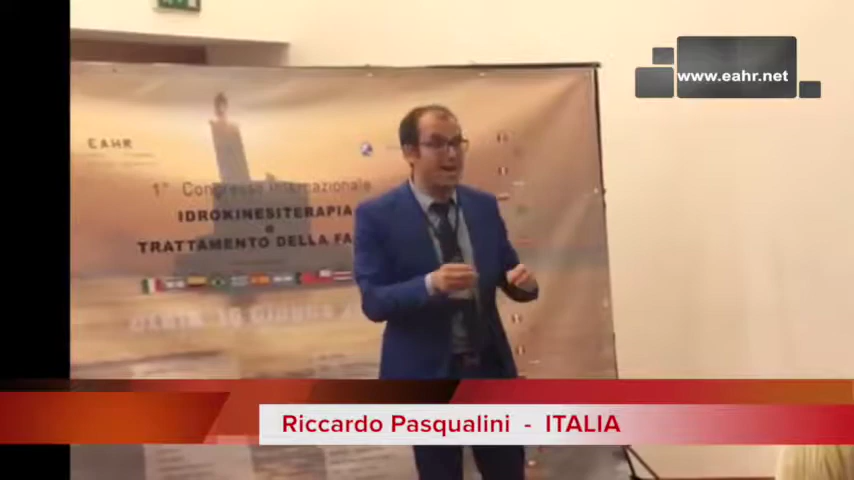 www.eahr.net
EAHR
1° Congresso Internazionale
IDROKINESITERAPIA
e
TRATTAMENTO DELLA FA
Riccardo Pasqualini - ITALIA